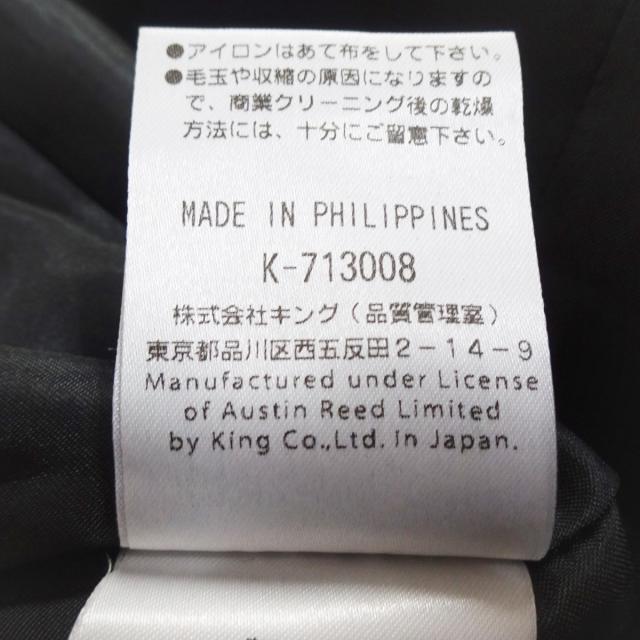 ●アイロンはあて布をして下さい。
●毛玉や収縮の原因になりますの
で、商業クリーニング後の乾燥
方法には、十分にご留意下さい。
MADE IN PHILIPPINES
K-713008
株式会社キング(品質管理室)
東京都品川区西五反田2-14-9
Manufactured under License
of Austin Reed Limited
by King Co.,Ltd. in Japan.